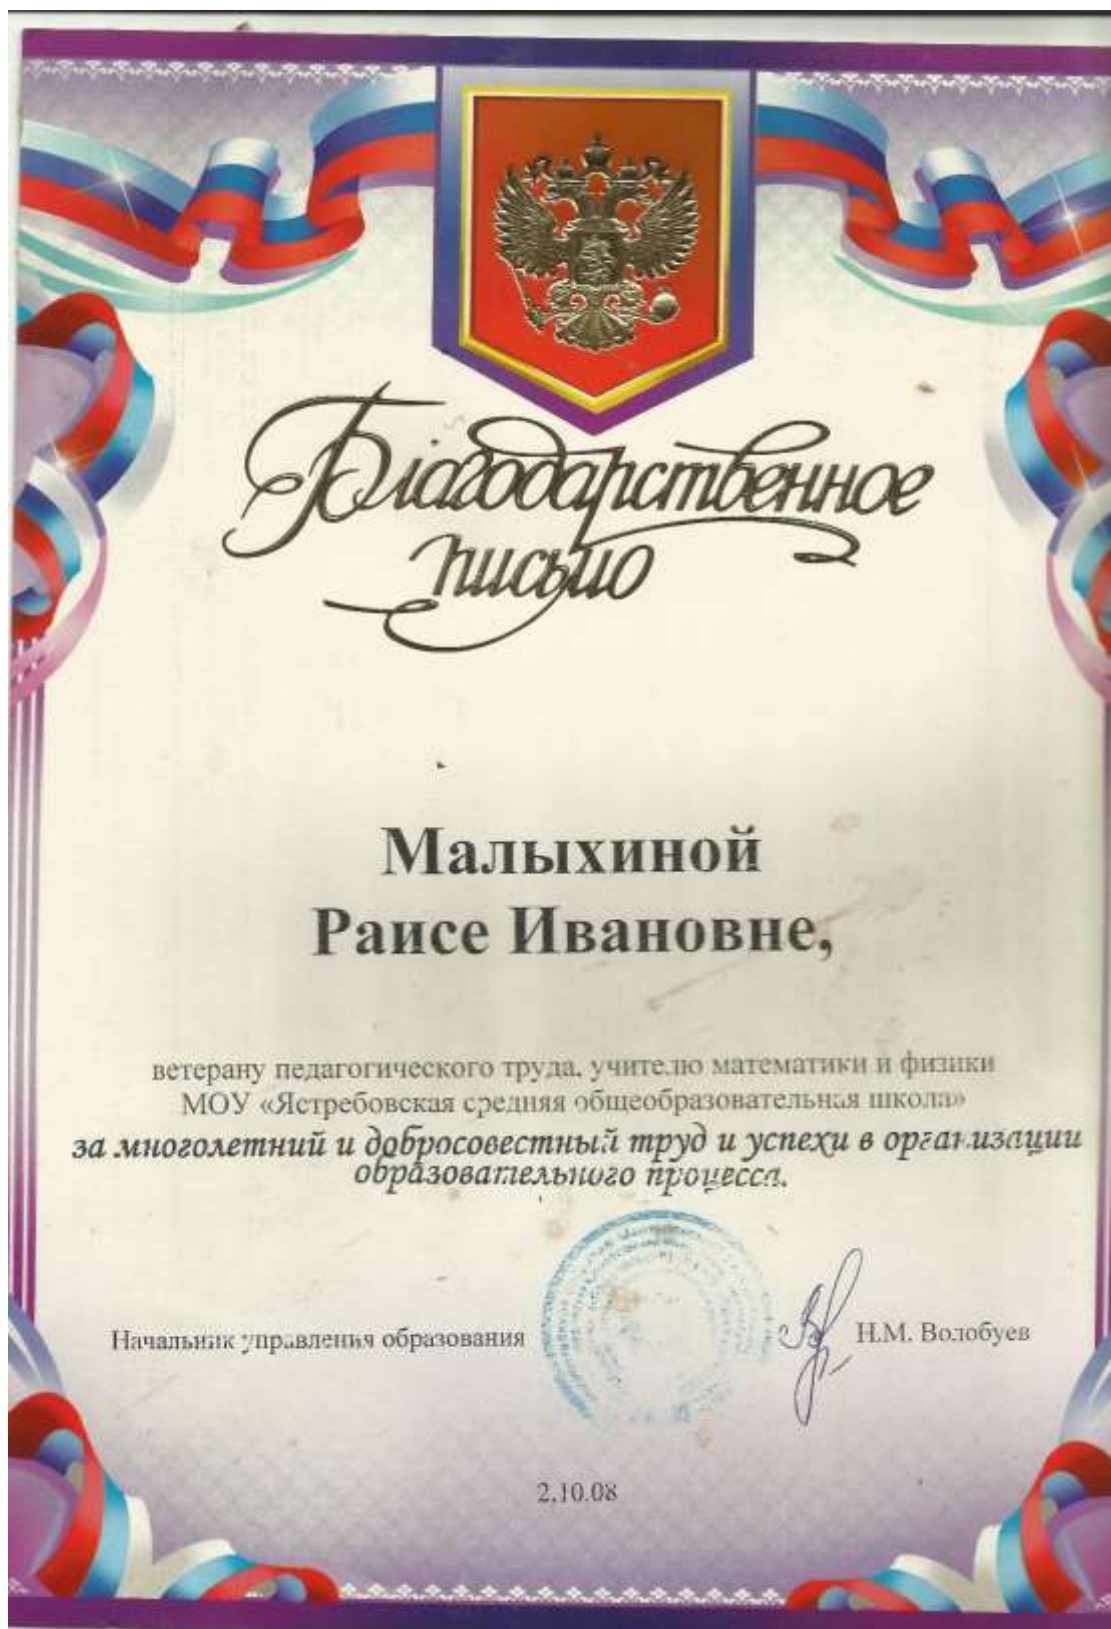 Благодарственное
письмо
Малыхиной
Раисе Ивановне,
ветерану педагогического труда, учителю математики и физики
МОУ «Ястребовская средняя общеобразовательная школа»
за многолетний и добросовестный труд и успехи в организации
образовательного процесса.
Начальник управления образования
Н.М. Волобуев
2.10.08